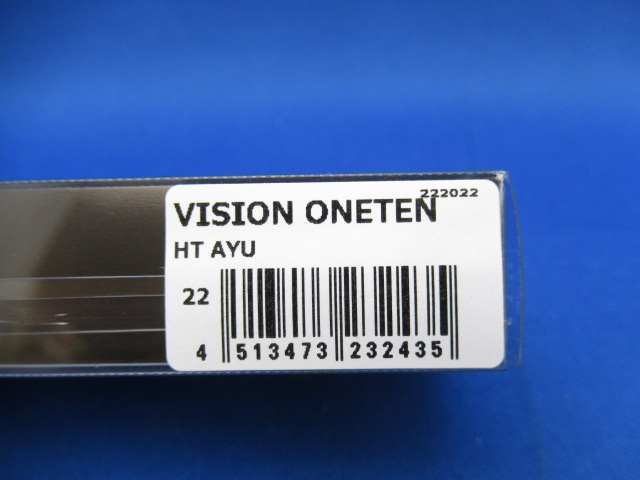 222022
VISION ONETEN
HT AYU
22
4 513473 232435